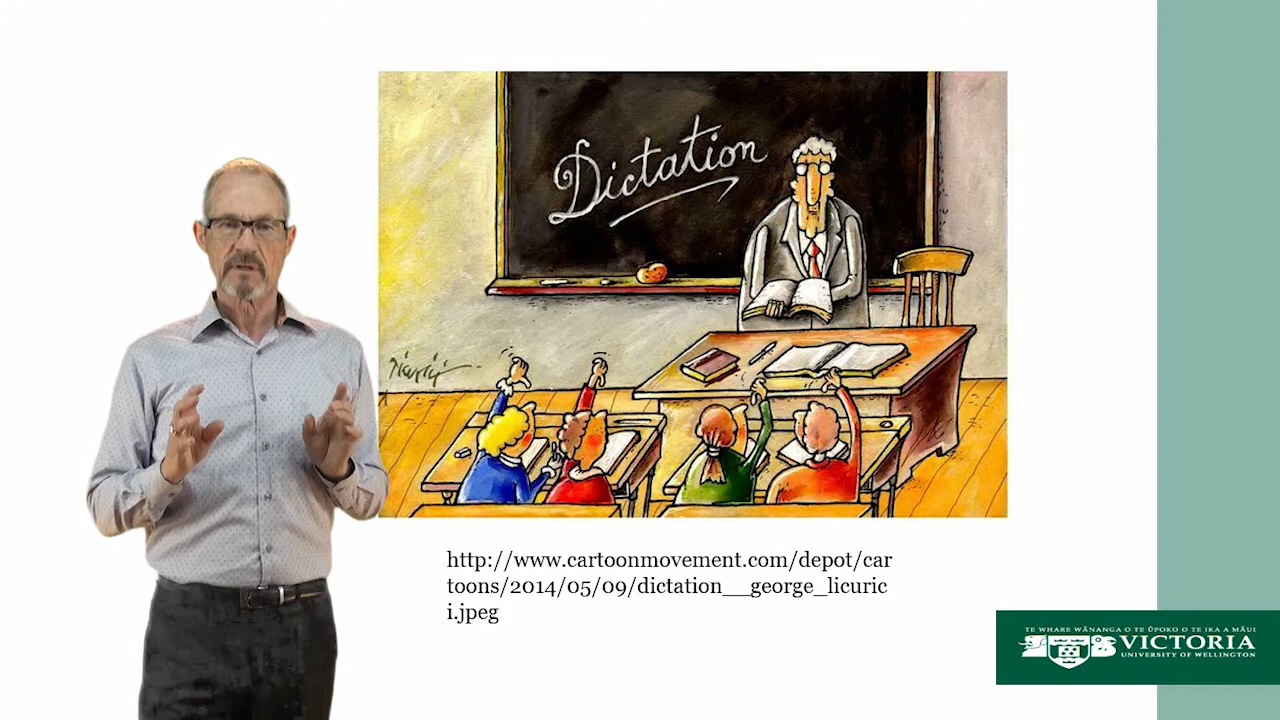 Dictation
http://www.cartoonmovement.com/depot/car
toons/2014/05/09/dictation__george_licuric
i.jpeg
TE WHARE WĀNANGA O TE ŪPOKO O TE IKA A MĀUI
VICTORIA
UNIVERSITY OF WELLINGTON